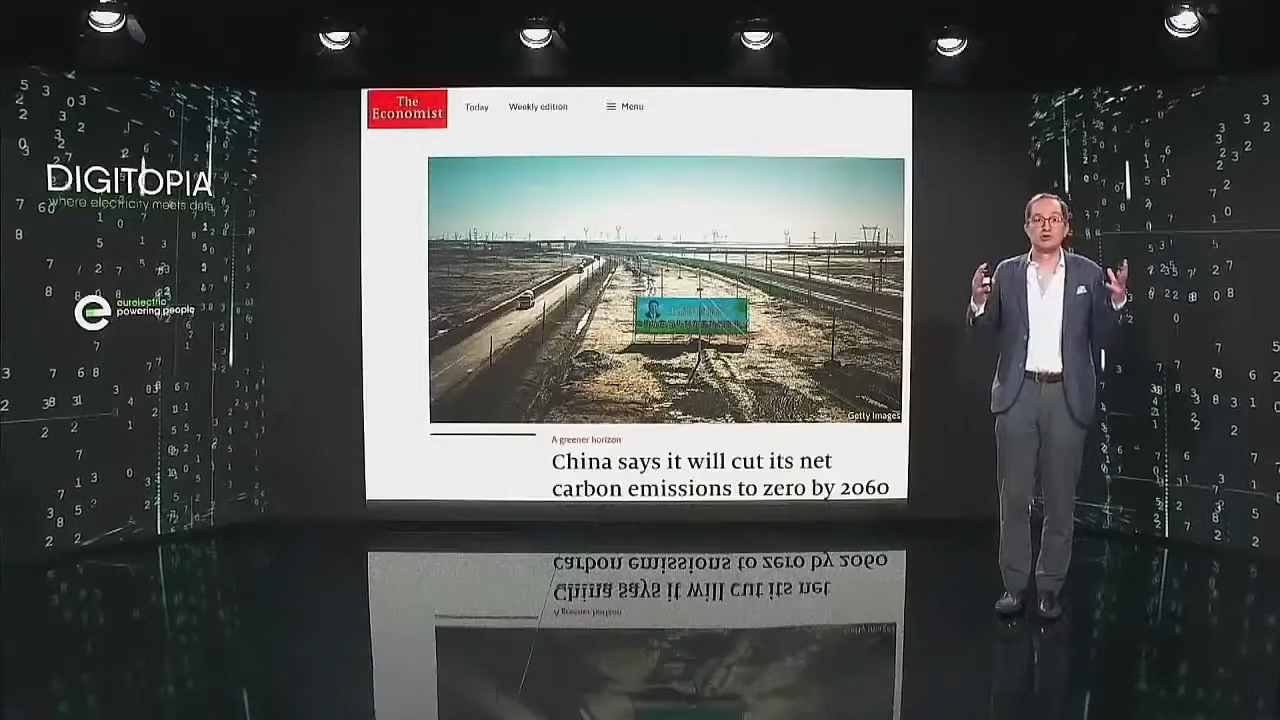 DIGITOPIA
where electricity meets data
eurelectric
powering people
The
Economist
Today
Weekly edition
Menu
Getty Images
A greener horizon
China says it will cut its net
carbon emissions to zero by 2060